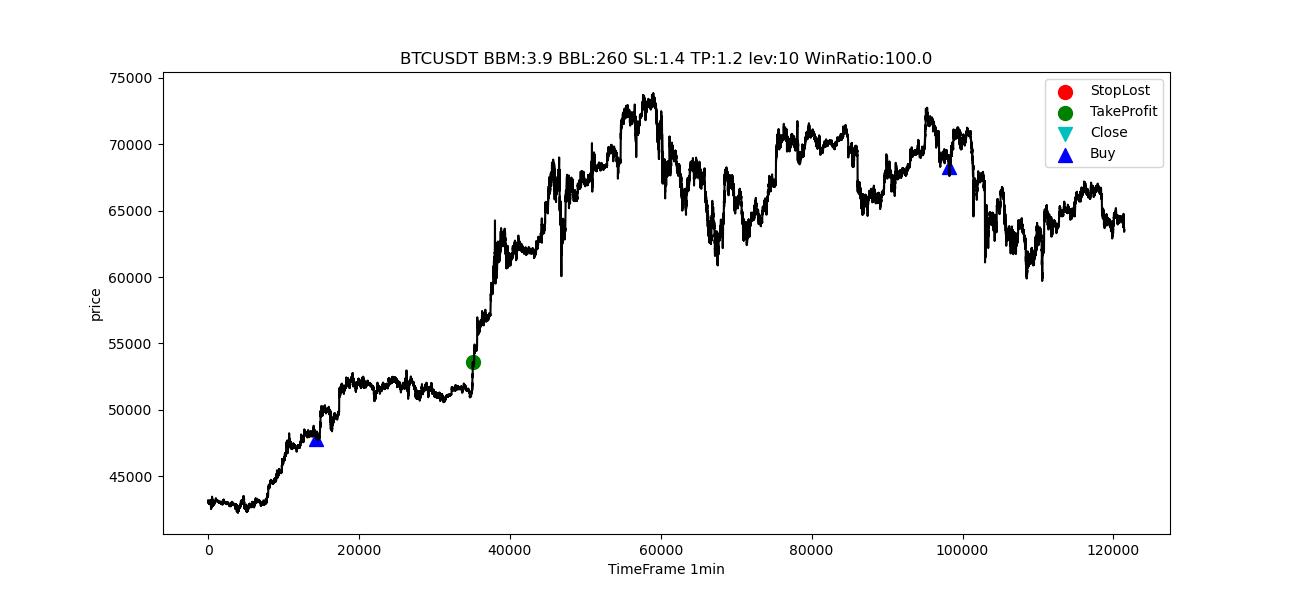 BTCUSDT BBM:3.9 BBL:260 SL:1.4 TP:1.2 lev:10 WinRatio:100.0
75000
70000
65000
60000
55000
50000
45000
price
StopLost
TakeProfit
Close
Buy
0 20000 40000 60000 80000 100000 120000
TimeFrame 1min